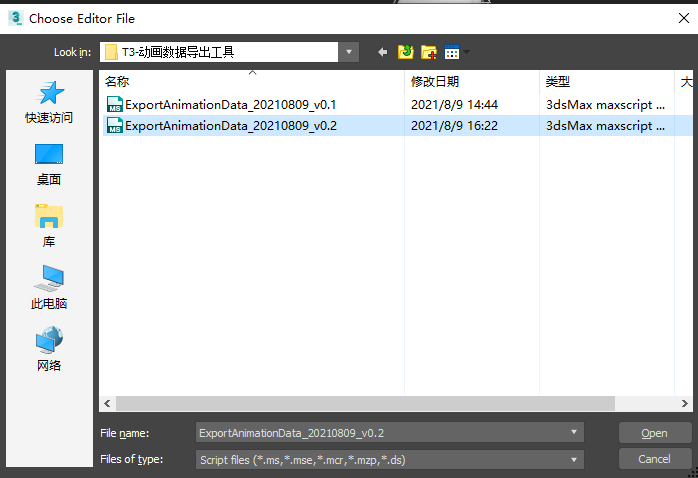 Choose Editor File
Look in: T3-动画数据导出工具
名称 修改日期 类型 大
ExportAnimationData_20210809_v0.1 2021/8/9 14:44 3dsMax maxscript ...
ExportAnimationData_20210809_v0.2 2021/8/9 16:22 3dsMax maxscript ...
快速访问
桌面
库
此电脑
网络
File name: ExportAnimationData_20210809_v0.2 Open
Files of type: Script files (*.ms,*.mse,*.mcr,*.mzp,*.ds) Cancel